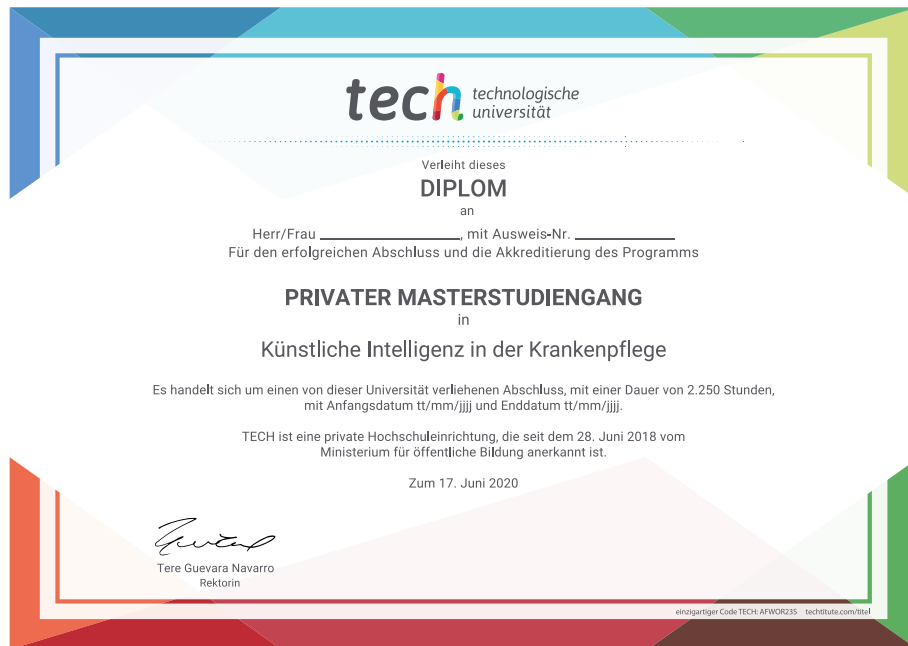 tech technologische
universität
Verleiht dieses
DIPLOM
an
Herr/Frau ____________________, mit Ausweis-Nr. ______________
Für den erfolgreichen Abschluss und die Akkreditierung des Programms
PRIVATER MASTERSTUDIENGANG
in
Künstliche Intelligenz in der Krankenpflege
Es handelt sich um einen von dieser Universität verliehenen Abschluss, mit einer Dauer von 2.250 Stunden,
mit Anfangsdatum tt/mm/jjjj und Enddatum tt/mm/jjjj.
TECH ist eine private Hochschuleinrichtung, die seit dem 28. Juni 2018 vom
Ministerium für öffentliche Bildung anerkannt ist.
Zum 17. Juni 2020
Tere Guevara Navarro
Rektorin
einzigartiger Code TECH: AFWOR23S techtitute.com/titel